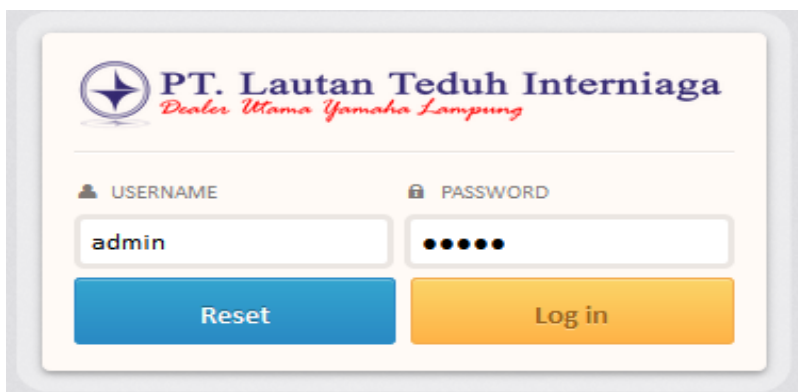 PT. Lautan Teduh Interniaga
Dealer Utama Yamaha Lampung
USERNAME PASSWORD
admin •••••
Reset Log in